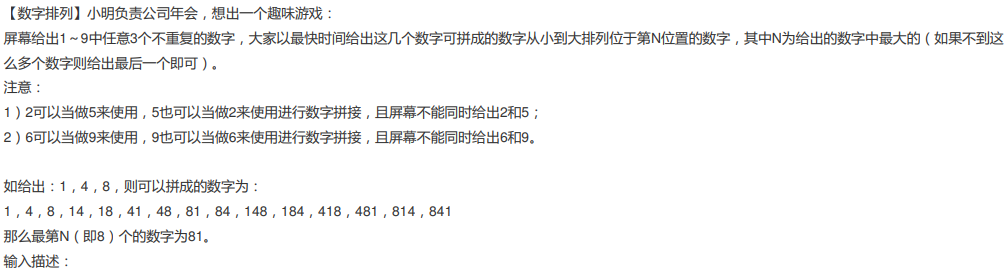 【数字排列】小明负责公司年会，想出一个趣味游戏：
屏幕给出1～9中任意3个不重复的数字，大家以最快时间给出这几个数字可拼成的数字从小到大排列位于第N位置的数字，其中N为给出的数字中最大的（如果不到这
么多个数字则给出最后一个即可）。
注意：
1）2可以当做5来使用，5也可以当做2来使用进行数字拼接，且屏幕不能同时给出2和5；
2）6可以当做9来使用，9也可以当做6来使用进行数字拼接，且屏幕不能同时给出6和9。
如给出：1，4，8，则可以拼成的数字为：
1，4，8，14，18，41，48，81，84，148，184，418，481，814，841
那么最第N（即8）个的数字为81。
输入描述：